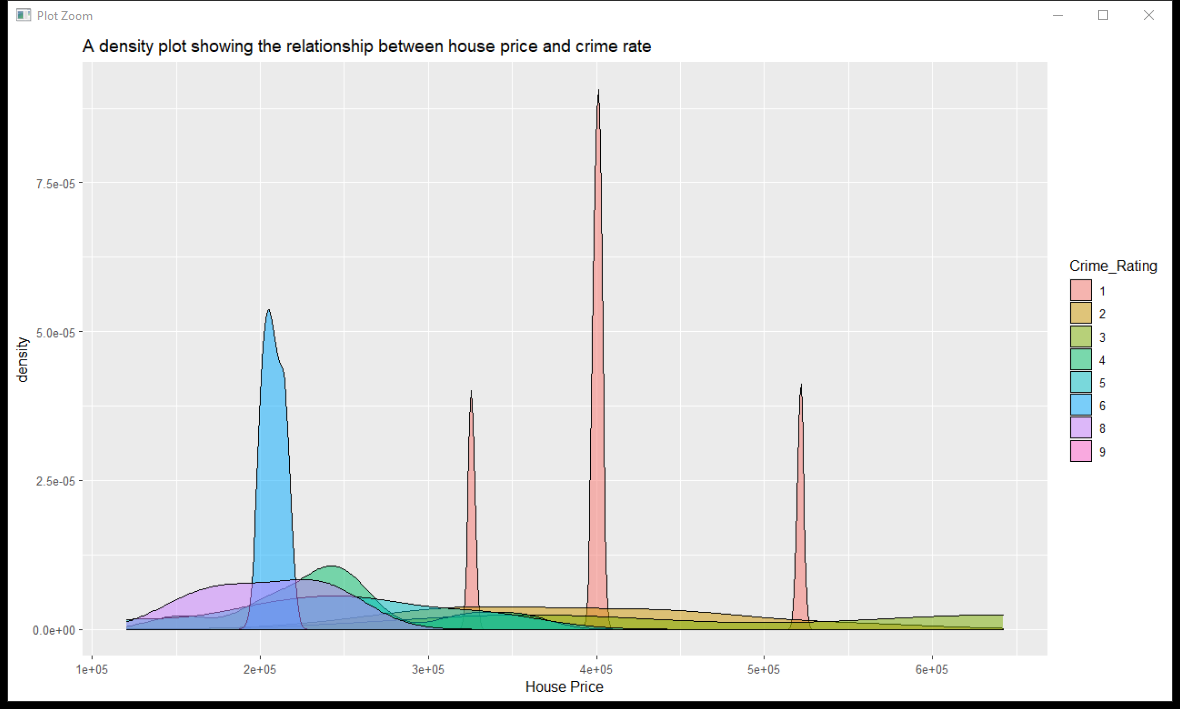 Plot Zoom
A density plot showing the relationship between house price and crime rate
7.5e-05
5.0e-05
2.5e-05
0.0e+00
density
1e+05 2e+05 3e+05 4e+05 5e+05 6e+05
House Price
Crime_Rating
1
2
3
4
5
6
8
9